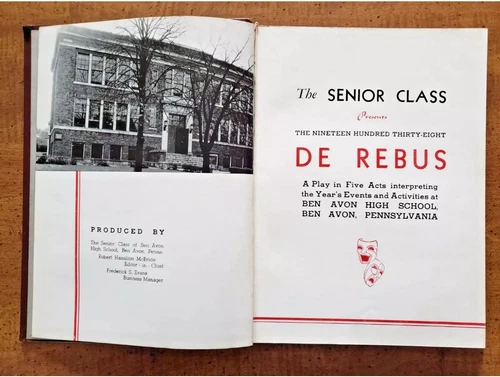 PRODUCED BY
The Senior Class of Ben Avon
High School, Ben Avon, Penna.
Robert Hamilton McBride
Editor - in - Chief
Frederick S. Evans
Business Manager
The SENIOR CLASS
Presents
THE NINETEEN HUNDRED THIRTY-EIGHT
DE REBUS
A Play in Five Acts interpreting
the Year's Events and Activities at
BEN AVON HIGH SCHOOL,
BEN AVON, PENNSYLVANIA